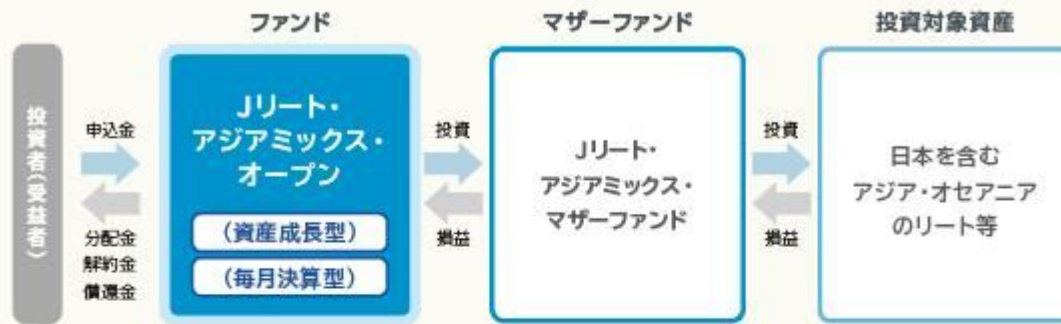 ファンド
マザーファンド
投資対象資産
投資者(受益者)
申込金
分配金
解約金
償還金
Jリート・
アジアミックス・
オープン
(資産成長型)
(毎月決算型)
投資
損益
Jリート・
アジアミックス・
マザーファンド
投資
損益
日本を含む
アジア・オセアニア
のリート等